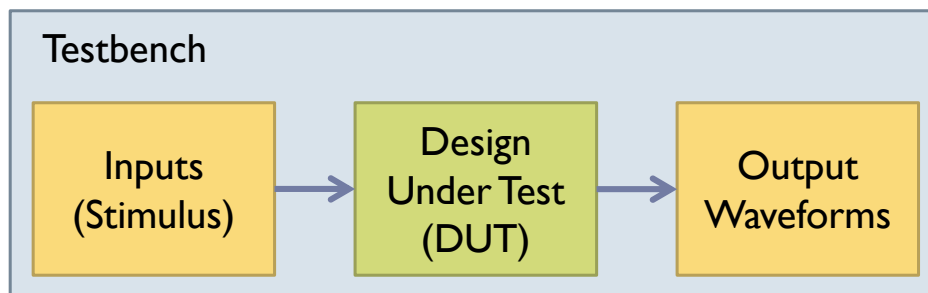 Testbench
Inputs
(Stimulus)
Design
Under Test
(DUT)
Output
Waveforms